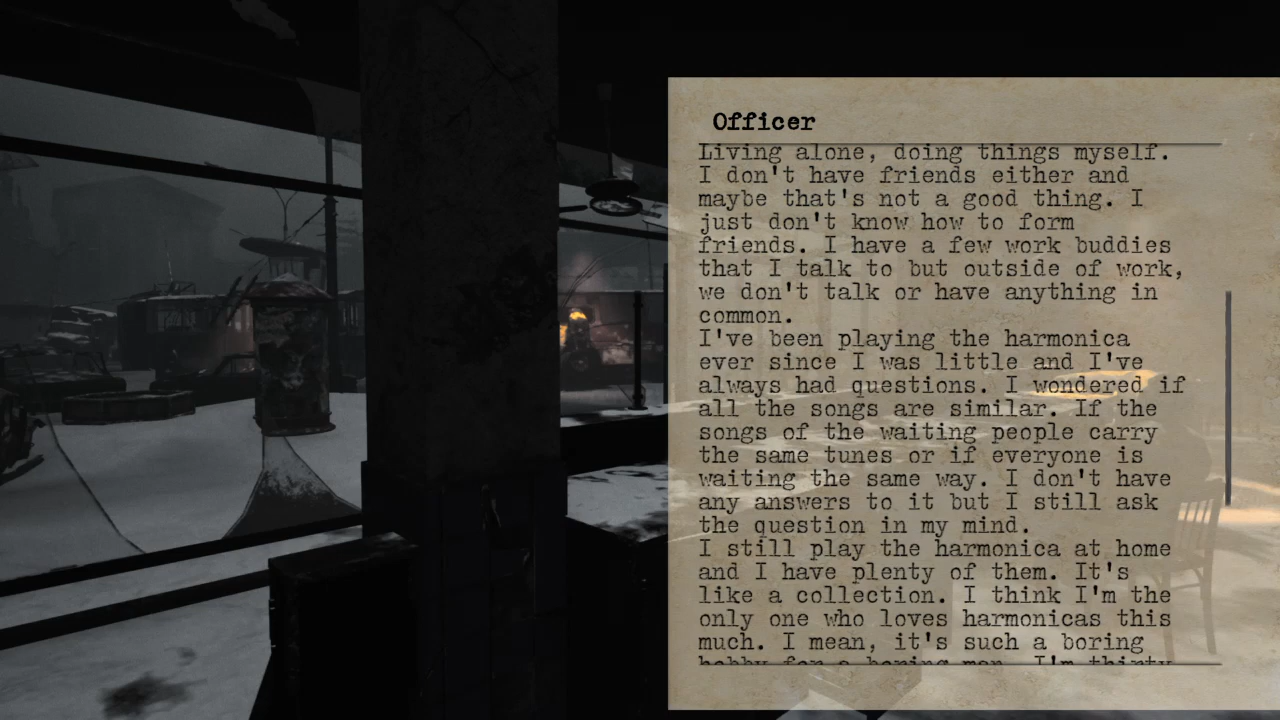 Officer
Living alone, doing things myself.
I don't have friends either and
maybe that's not a good thing. I
just don't know how to form
friends. I have a few work buddies
that I talk to but outside of work,
we don't talk or have anything in
common.
I've been playing the harmonica
ever since I was little and I've
always had questions. I wondered if
all the songs are similar. If the
songs of the waiting people carry
the same tunes or if everyone is
waiting the same way. I don't have
any answers to it but I still ask
the question in my mind.
I still play the harmonica at home
and I have plenty of them. It's
like a collection. I think I'm the
only one who loves harmonicas this
much. I mean, it's such a boring
hobby for a boring man. I'm thirty